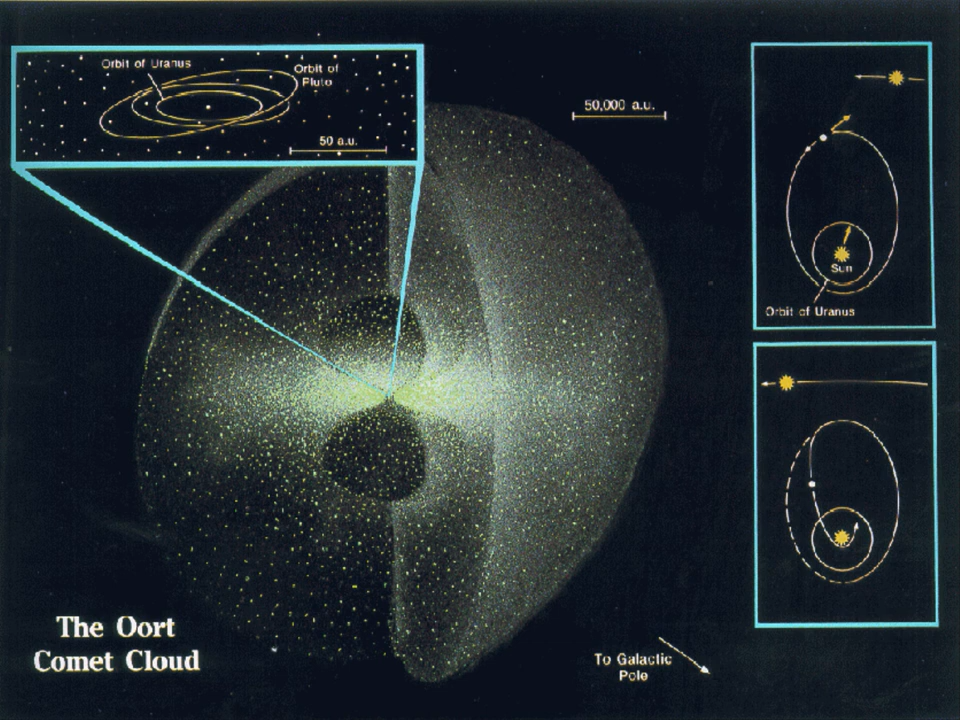 Orbit of Uranus
Orbit of
Pluto
50 a.u.
50,000 a.u.
Sun
Orbit of Uranus
The Oort
Comet Cloud
To Galactic
Pole